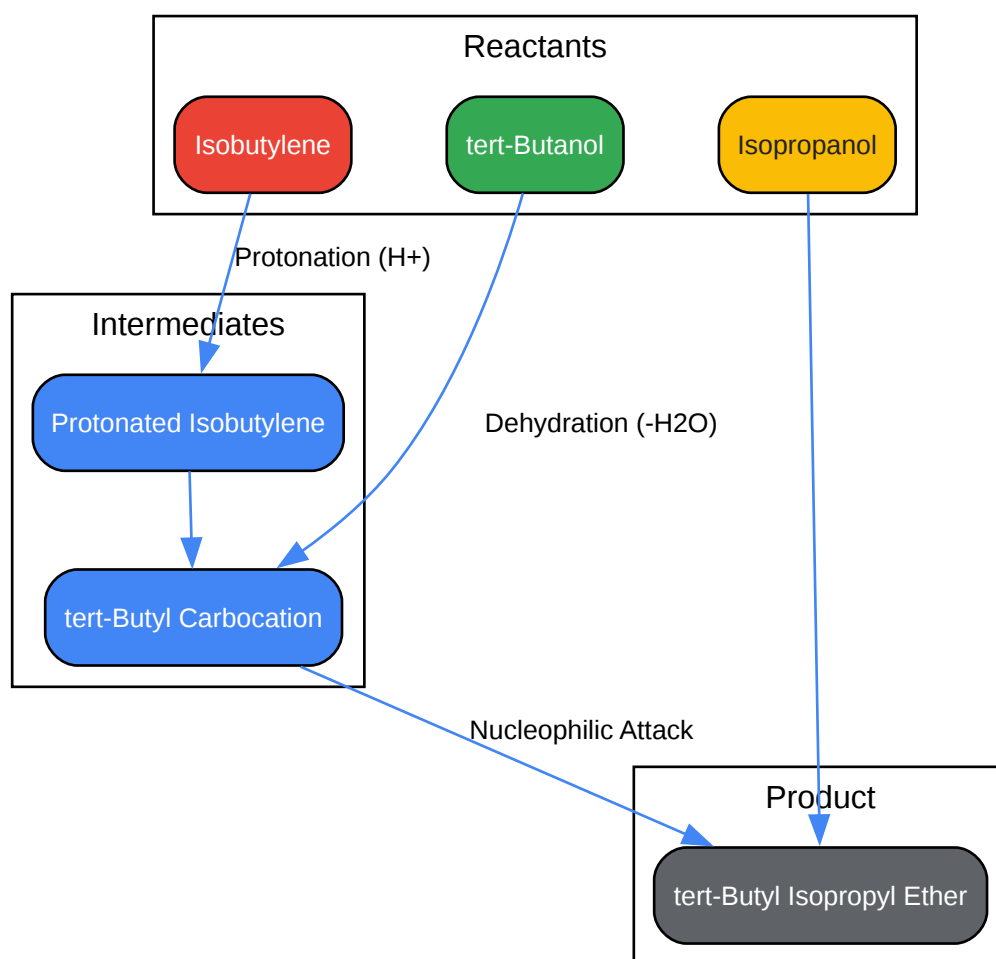 Reactants
Isobutylene
tert-Butanol
Isopropanol
Protonation (H+)
Intermediates
Protonated Isobutylene
Dehydration (-H2O)
tert-Butyl Carbocation
Nucleophilic Attack
Product
tert-Butyl Isopropyl Ether